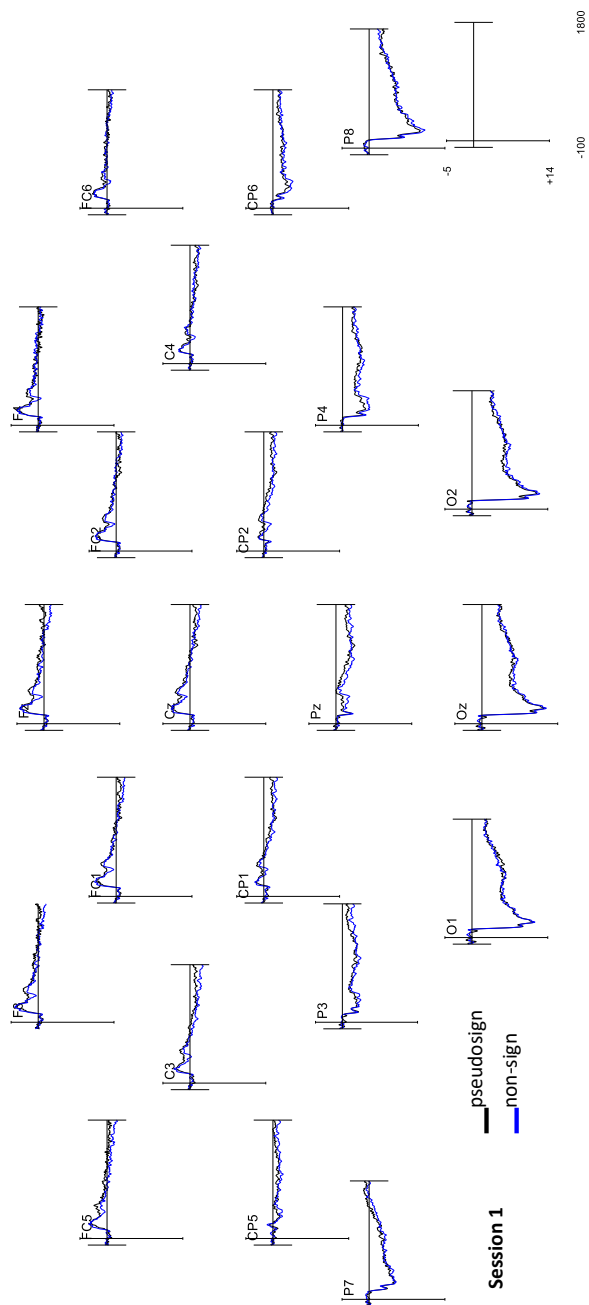 F3
Fz
F4
FC5
FC1
FC2
FC6
C3
Cz
C4
CP5
CP1
CP2
CP6
P7
P3
Pz
P4
P8
O1
Oz
O2
-5
+14
-100
1800
pseudosign
Session 1
non-sign